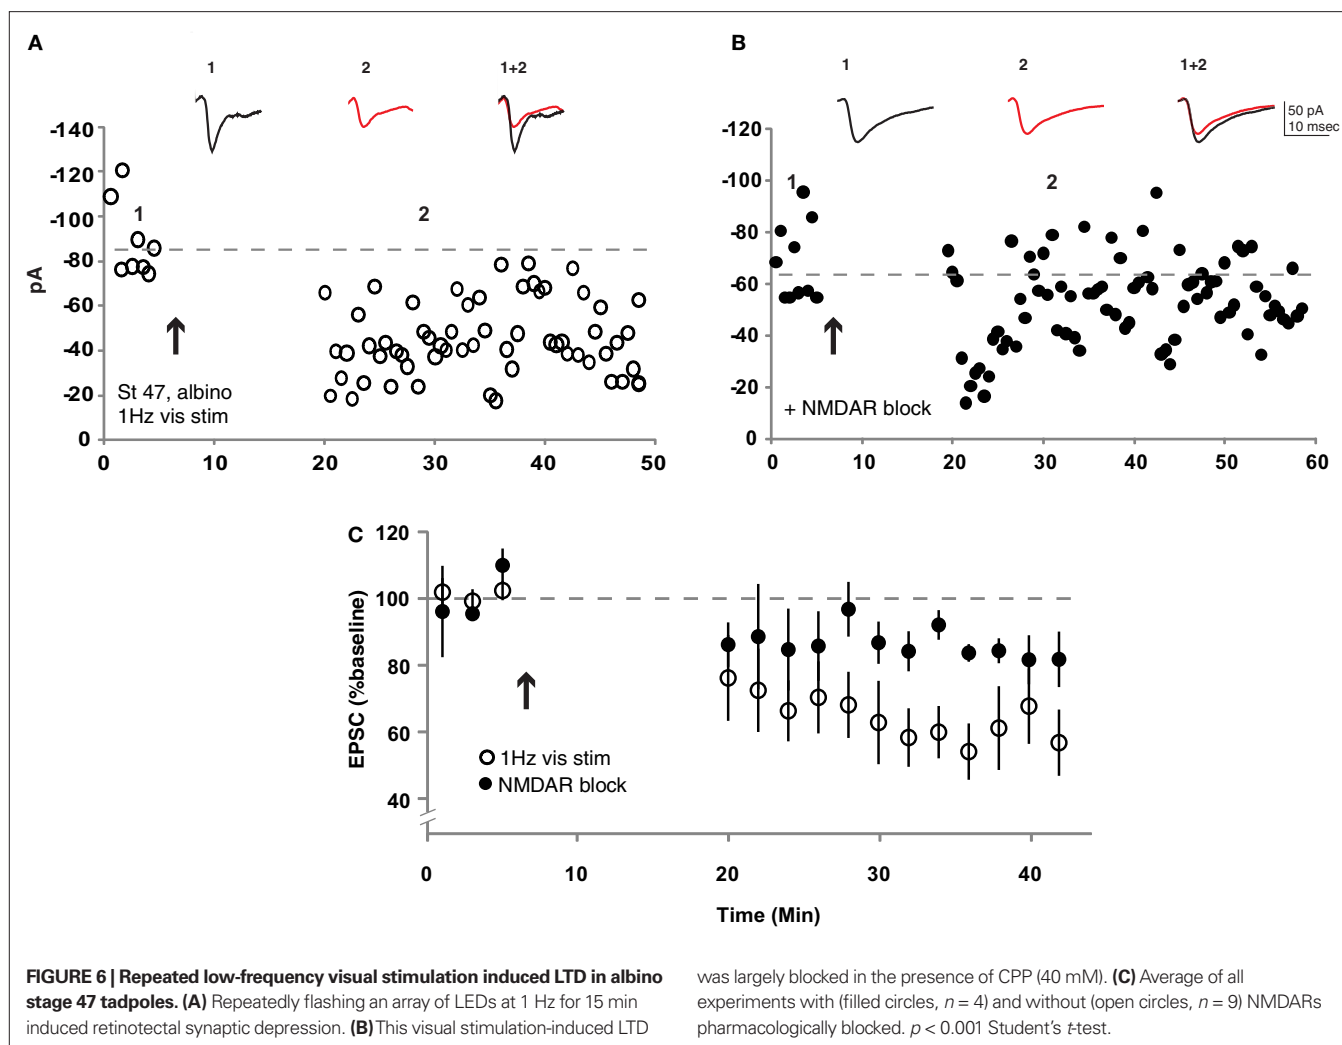 A
1
2
1+2
-140
-120
-100
-80
-60
-40
-20
0
pA
1
2
St 47, albino
1Hz vis stim
0 10 20 30 40 50
B
1
2
1+2
50 pA
10 msec
-120
-100
-80
-60
-40
-20
0
1
2
+ NMDAR block
0 10 20 30 40 50 60
C
120
100
80
60
40
EPSC (%baseline)
1Hz vis stim
NMDAR block
0 10 20 30 40
Time (Min)
FIGURE 6 | Repeated low-frequency visual stimulation induced LTD in albino
stage 47 tadpoles. (A) Repeatedly flashing an array of LEDs at 1 Hz for 15 min
induced retinotectal synaptic depression. (B) This visual stimulation-induced LTD
was largely blocked in the presence of CPP (40 mM). (C) Average of all
experiments with (filled circles, n = 4) and without (open circles, n = 9) NMDARs
pharmacologically blocked. p < 0.001 Student's t-test.